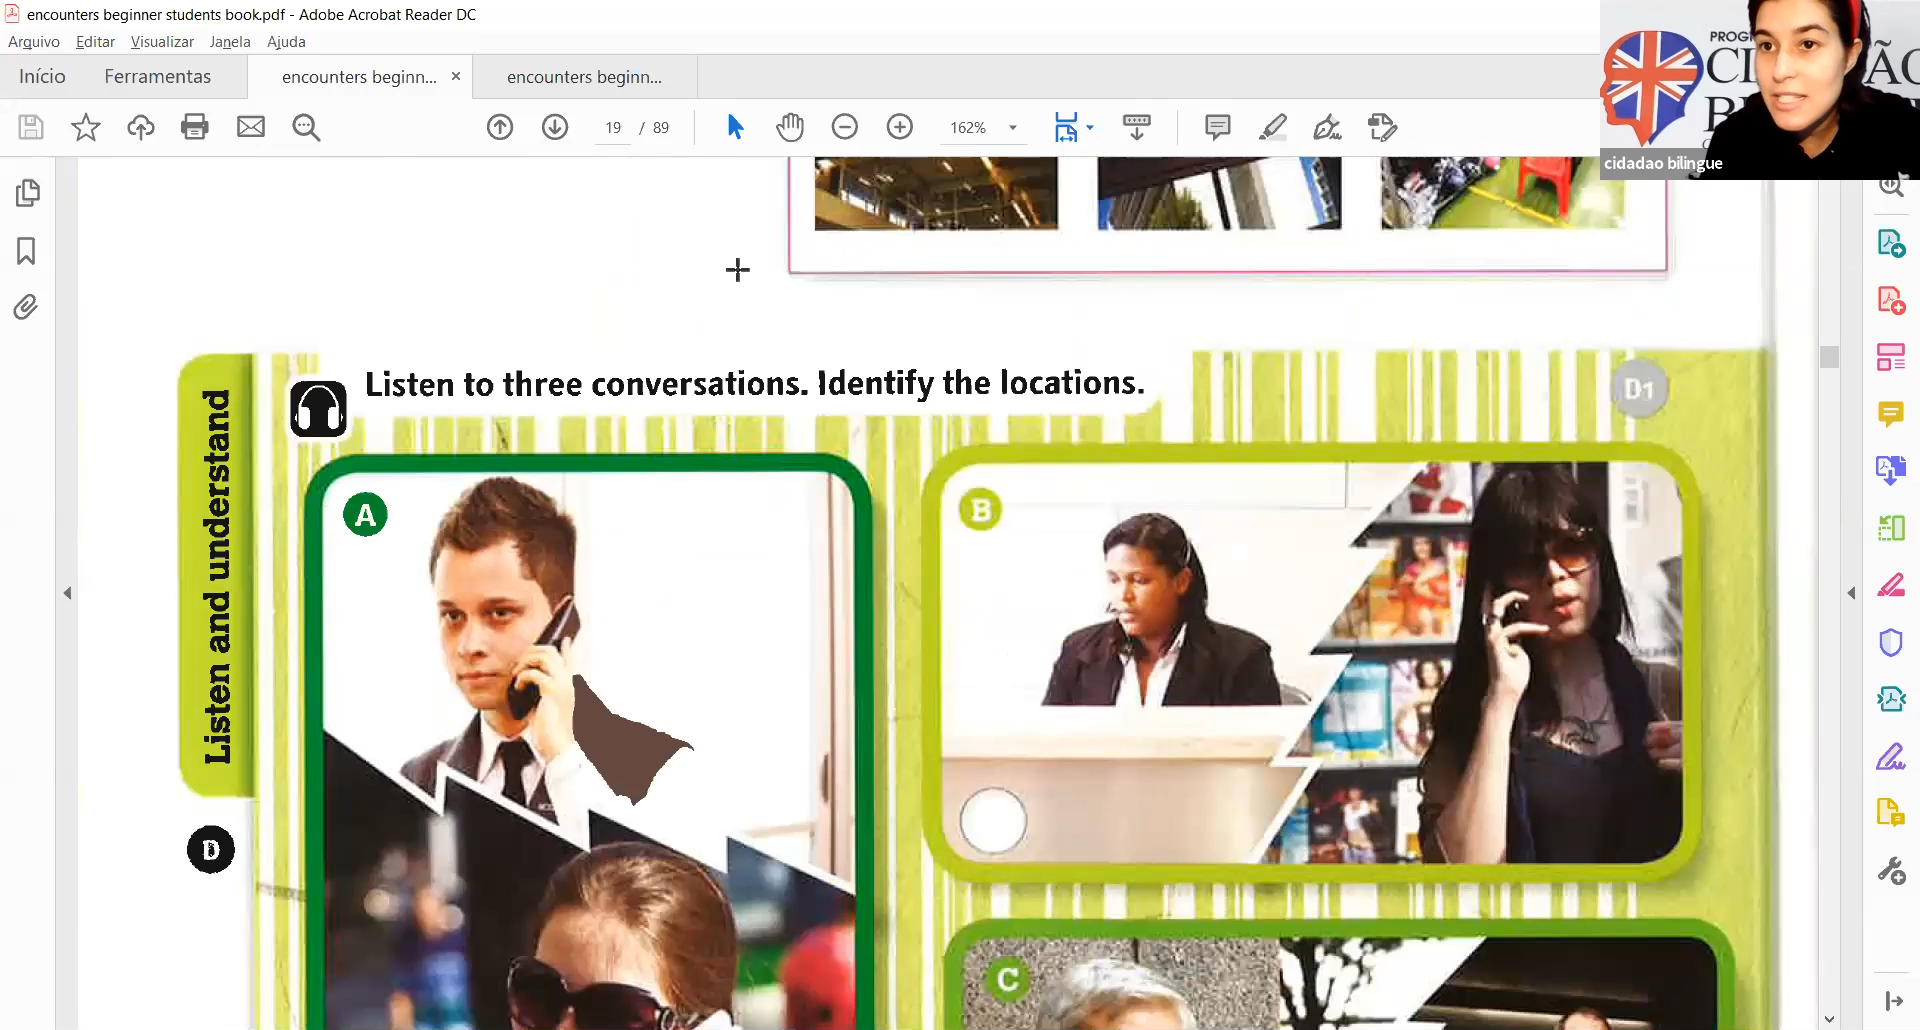 encounters beginner students book.pdf - Adobe Acrobat Reader DC
Arquivo Editar Visualizar Janela Ajuda
Início Ferramentas encounters beginn... × encounters beginn...
19 / 89 162%
cidadao bilingue
Listen to three conversations. Identify the locations.
D1
Listen and understand
A
B
D
C